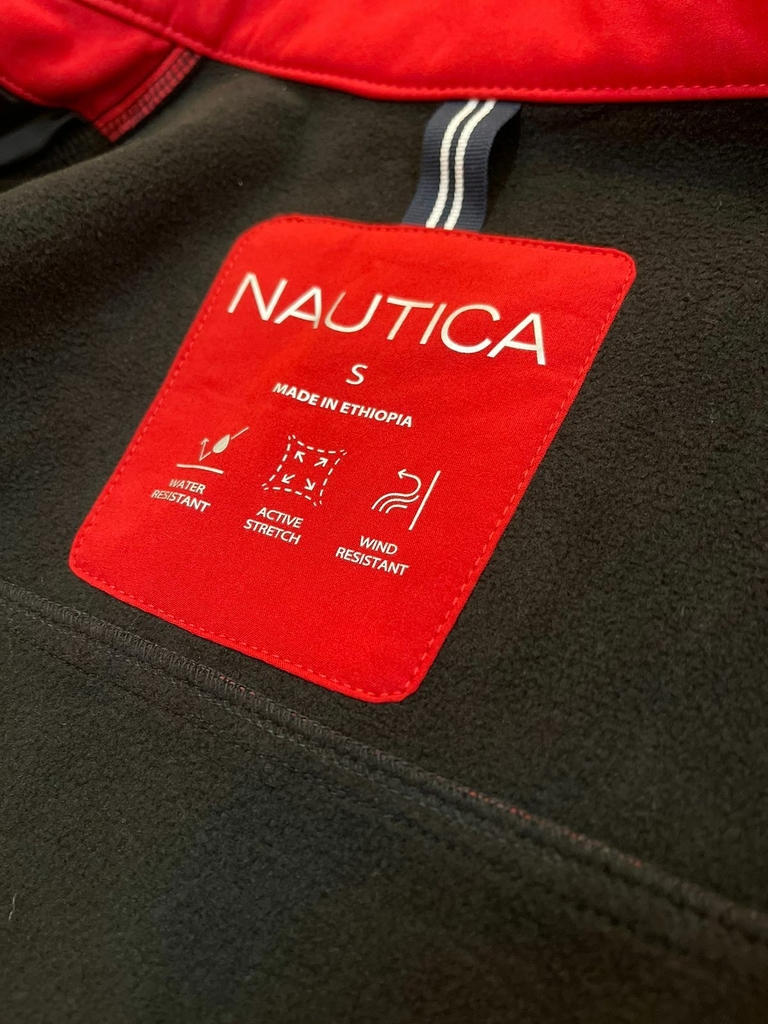 NAUTICA
S
MADE IN ETHIOPIA
WATER
RESISTANT
ACTIVE
STRETCH
WIND
RESISTANT